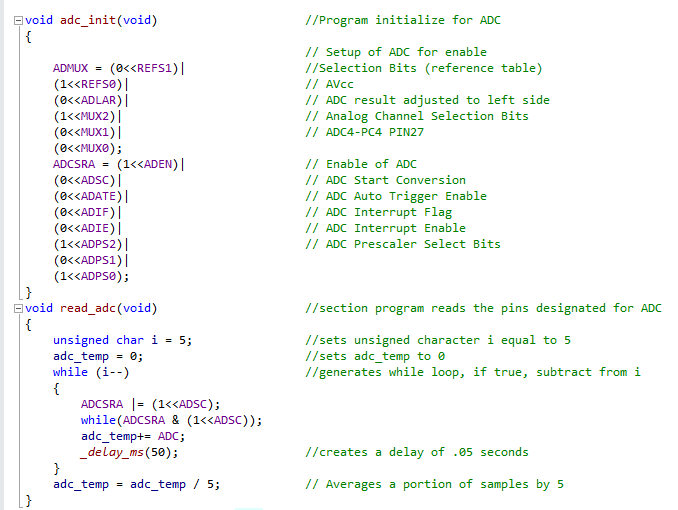 void adc_init(void) //Program initialize for ADC
{
// Setup of ADC for enable
ADMUX = (0<<REFS1)| //Selection Bits (reference table)
(1<<REFS0)| // AVcc
(0<<ADLAR)| // ADC result adjusted to left side
(1<<MUX2)| // Analog Channel Selection Bits
(0<<MUX1)| // ADC4-PC4 PIN27
(0<<MUX0);
ADCSRA = (1<<ADEN)| // Enable of ADC
(0<<ADSC)| // ADC Start Conversion
(0<<ADATE)| // ADC Auto Trigger Enable
(0<<ADIF)| // ADC Interrupt Flag
(0<<ADIE)| // ADC Interrupt Enable
(1<<ADPS2)| // ADC Prescaler Select Bits
(0<<ADPS1)|
(1<<ADPS0);
}
void read_adc(void) //section program reads the pins designated for ADC
{
unsigned char i = 5; //sets unsigned character i equal to 5
adc_temp = 0; //sets adc_temp to 0
while (i--) //generates while loop, if true, subtract from i
{
ADCSRA |= (1<<ADSC);
while(ADCSRA & (1<<ADSC));
adc_temp+= ADC;
_delay_ms(50); //creates a delay of .05 seconds
}
adc_temp = adc_temp / 5; // Averages a portion of samples by 5
}